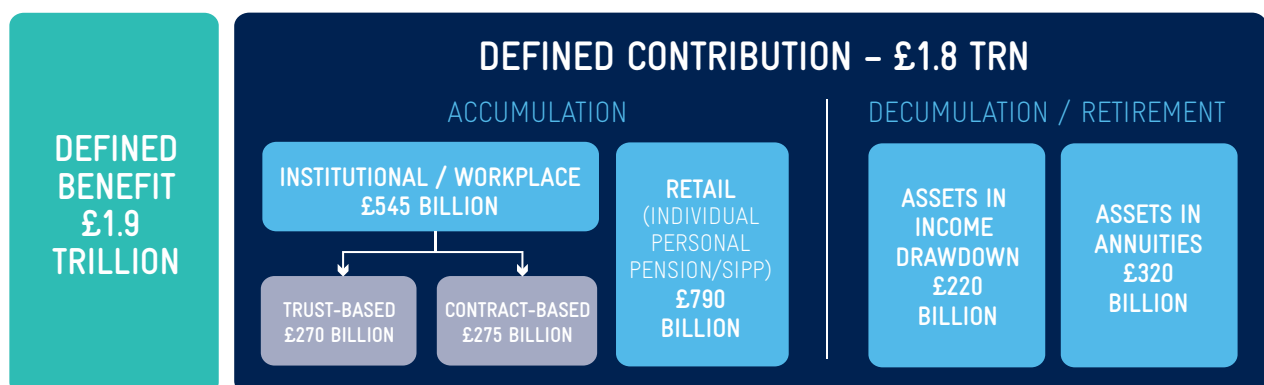 DEFINED
BENEFIT
£1.9
TRILLION
DEFINED CONTRIBUTION – £1.8 TRN
ACCUMULATION
INSTITUTIONAL / WORKPLACE
£545 BILLION
TRUST-BASED
£270 BILLION
CONTRACT-BASED
£275 BILLION
RETAIL
(INDIVIDUAL
PERSONAL
PENSION/SIPP)
£790
BILLION
DECUMULATION / RETIREMENT
ASSETS IN
INCOME
DRAWDOWN
£220
BILLION
ASSETS IN
ANNUITIES
£320
BILLION